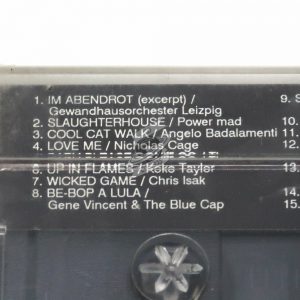 1. IM ABENDROT (excerpt) /
Gewandhausorchester Leizpig
2. SLAUGHTERHOUSE / Power mad
3. COOL CAT WALK / Angelo Badalamenti
4. LOVE ME / Nicholas Cage
6. UP IN FLAMES / Koko Taylor
7. WICKED GAME / Chris Isak
8. BE-BOP A LULA /
Gene Vincent & The Blue Cap
9. S
10.
11.
12.
13.
14.
15.